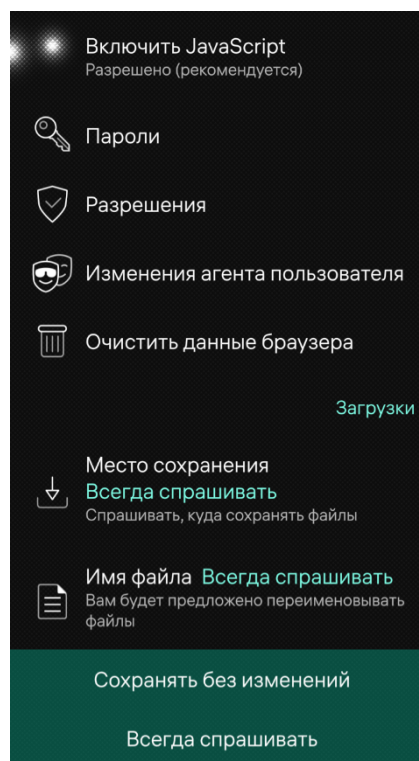 Включить JavaScript
Разрешено (рекомендуется)
Пароли
Разрешения
Изменения агента пользователя
Очистить данные браузера
Загрузки
Место сохранения
Всегда спрашивать
Спрашивать, куда сохранять файлы
Имя файла Всегда спрашивать
Вам будет предложено переименовывать
файлы
Сохранять без изменений
Всегда спрашивать